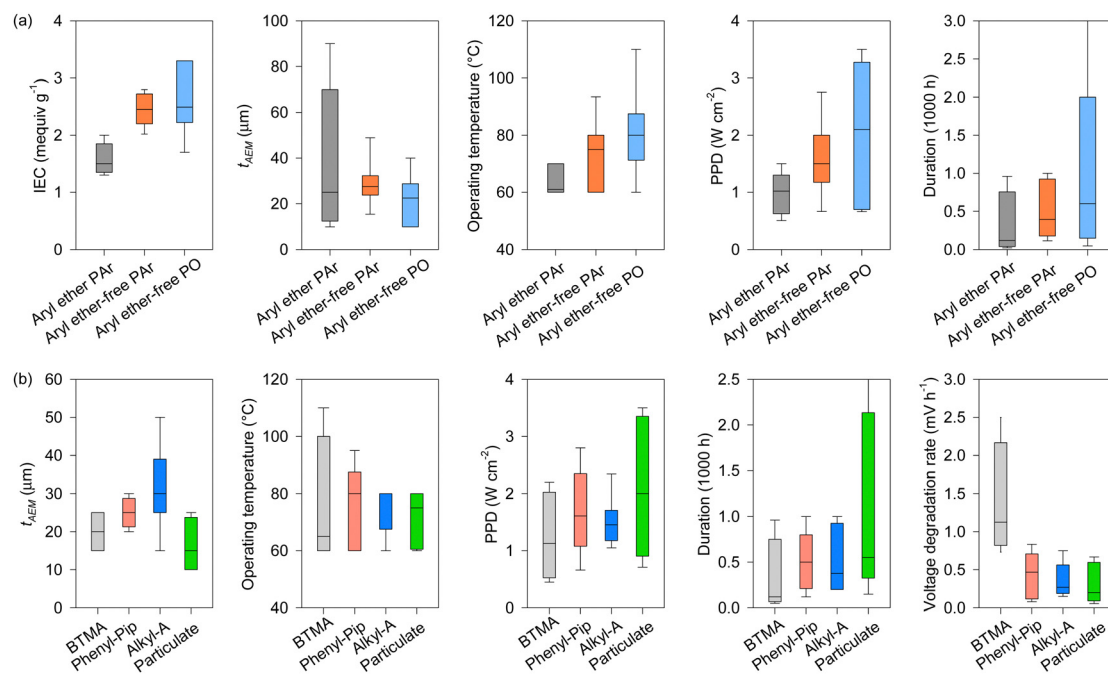 (a)
IEC (mequiv g⁻¹)
4
3
2
1
0
Aryl ether PAr
Aryl ether-free PAr
Aryl ether-free PO
t_AEM (μm)
100
80
60
40
20
0
Aryl ether PAr
Aryl ether-free PAr
Aryl ether-free PO
Operating temperature (°C)
120
100
80
60
40
Aryl ether PAr
Aryl ether-free PAr
Aryl ether-free PO
PPD (W cm⁻²)
4
3
2
1
0
Aryl ether PAr
Aryl ether-free PAr
Aryl ether-free PO
Duration (1000 h)
3.0
2.5
2.0
1.5
1.0
0.5
0.0
Aryl ether PAr
Aryl ether-free PAr
Aryl ether-free PO
(b)
t_AEM (μm)
60
50
40
30
20
10
0
BTMA
Phenyl-Pip
Alkyl-A
Particulate
Operating temperature (°C)
120
100
80
60
40
BTMA
Phenyl-Pip
Alkyl-A
Particulate
PPD (W cm⁻²)
4
3
2
1
0
BTMA
Phenyl-Pip
Alkyl-A
Particulate
Duration (1000 h)
2.5
2.0
1.5
1.0
0.5
0.0
BTMA
Phenyl-Pip
Alkyl-A
Particulate
Voltage degradation rate (mV h⁻¹)
3.0
2.5
2.0
1.5
1.0
0.5
0.0
BTMA
Phenyl-Pip
Alkyl-A
Particulate